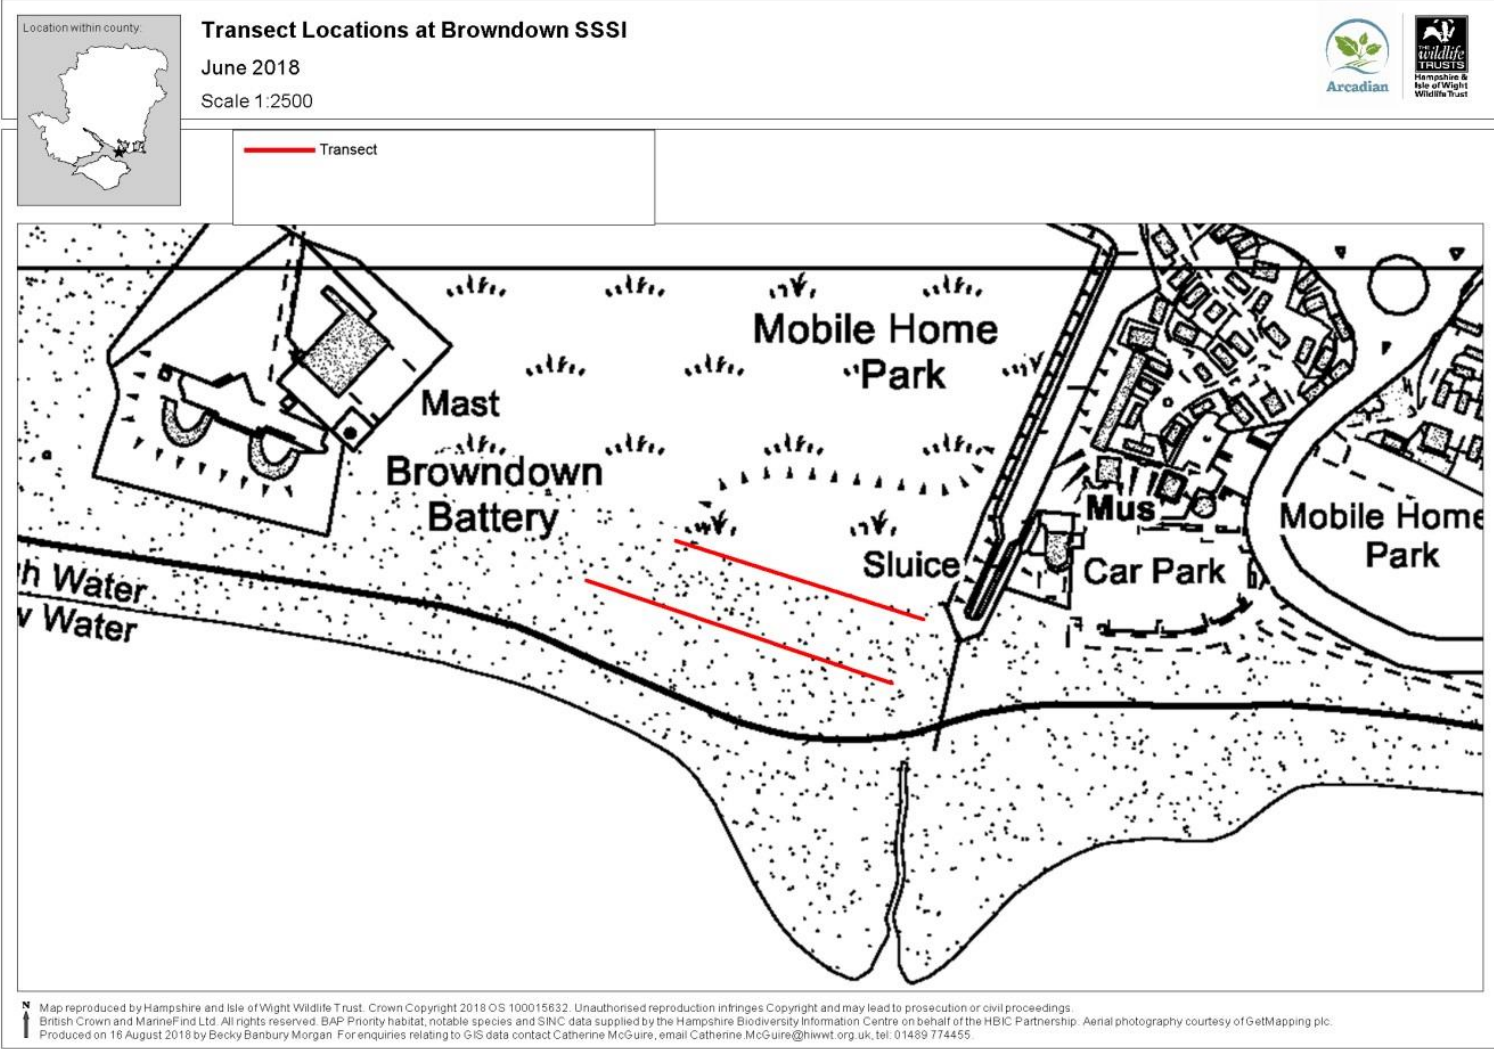 Location within county:
Transect Locations at Browndown SSSI
June 2018
Scale 1:2500
Arcadian
THE
wildlife
TRUSTS
Hampshire &
Isle of Wight
Wildlife Trust
Transect
Mobile Home
Park
Mast
Browndown
Battery
Sluice
Mus
Car Park
Mobile Home
Park
h Water
w Water
N
Map reproduced by Hampshire and Isle of Wight Wildlife Trust. Crown Copyright 2018 OS 100015632. Unauthorised reproduction infringes Copyright and may lead to prosecution or civil proceedings.
British Crown and MarineFind Ltd. All rights reserved. BAP Priority habitat, notable species and SINC data supplied by the Hampshire Biodiversity Information Centre on behalf of the HBIC Partnership. Aerial photography courtesy of GetMapping plc.
Produced on 16 August 2018 by Becky Banbury Morgan For enquiries relating to GIS data contact Catherine McGuire, email Catherine.McGuire@hiwwt.org.uk, tel: 01489 774455.